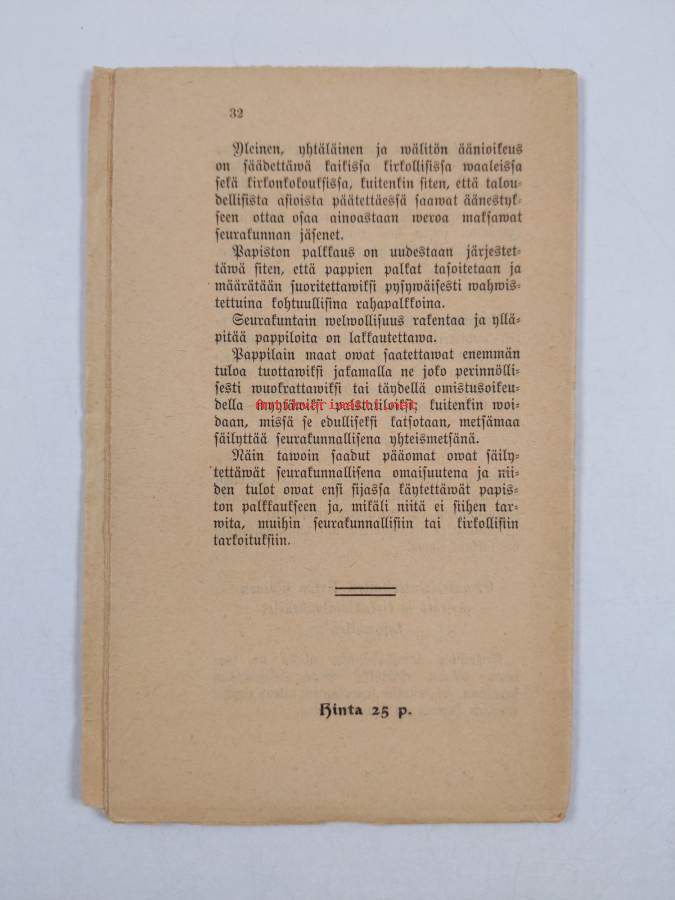 32
Yleinen, yhtäläinen ja wälitön äänioikeus
on säädettäwä kaikissa kirkollisissa waaleissa
sekä kirkonkokouksissa, kuitenkin siten, että talou-
dellisista asioista päätettäessä saawat äänestyk-
seen ottaa osaa ainoastaan weroa maksawat
seurakunnan jäsenet.
Papiston palkkaus on uudestaan järjestet-
täwä siten, että pappien palkat tasoitetaan ja
määrätään suoritettawiksi pysywäisesti wahwis-
tettuina kohtuullisina rahapalkkoina.
Seurakuntain welwollisuus rakentaa ja yllä-
pitää pappiloita on lakkautettawa.
Pappilain maat owat saatettawat enemmän
tuloa tuottawiksi jakamalla ne joko perinnölli-
sesti wuokrattawiksi tai täydellä omistusoikeu-
della kuitenkin woi-
daan, missä se edulliseksi katsotaan, metsämaa
säilyttää seurakunnallisena yhteismetsänä.
Näin tawoin saadut pääomat owat säily-
tettäwät seurakunnallisena omaisuutena ja nii-
den tulot owat ensi sijassa käytettäwät papis-
ton palkkaukseen ja, mikäli niitä ei siihen tar-
wita, muihin seurakunnallisiin tai kirkollisiin
tarkoituksiin.
Hinta 25 p.